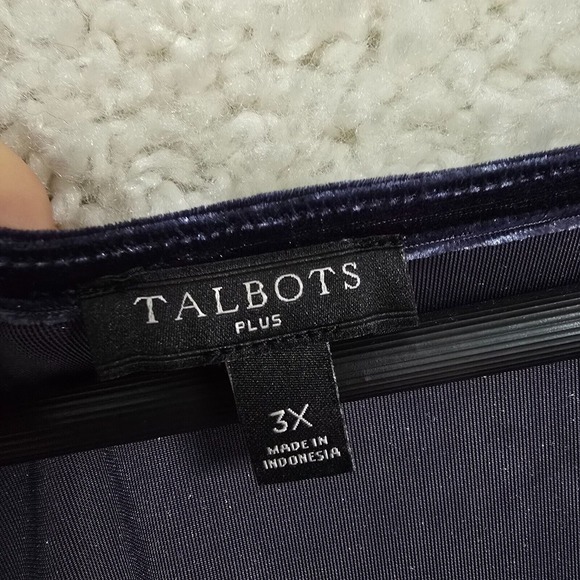 TALBOTS
PLUS
3X
MADE IN
INDONESIA